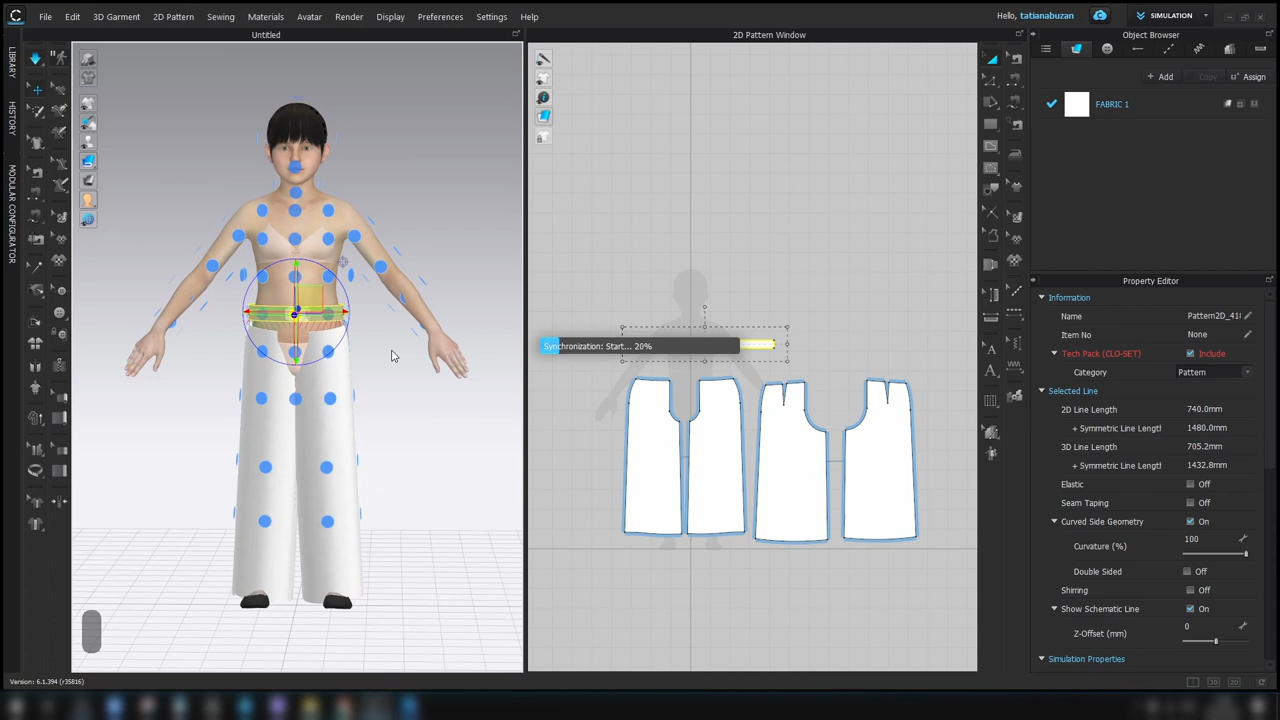 File Edit 3D Garment 2D Pattern Sewing Materials Avatar Render Display Preferences Settings Help
Hello, tatianabuzan SIMULATION
Untitled
2D Pattern Window
Object Browser
LIBRARY
HISTORY
MODULAR CONFIGURATOR
+ Add Copy Assign
FABRIC 1
Synchronization: Start... 20%
Property Editor
Information
Name Pattern2D_41
Item No None
Tech Pack (CLO-SET) Include
Category Pattern
Selected Line
2D Line Length 740.0mm
+ Symmetric Line Lengtl 1480.0mm
3D Line Length 705.2mm
+ Symmetric Line Lengtl 1432.8mm
Elastic Off
Seam Taping Off
Curved Side Geometry On
Curvature (%) 100
Double Sided Off
Shirring Off
Show Schematic Line On
Z-Offset (mm) 0
Simulation Properties
Version: 6.1.394 (r35816)
3D 2D